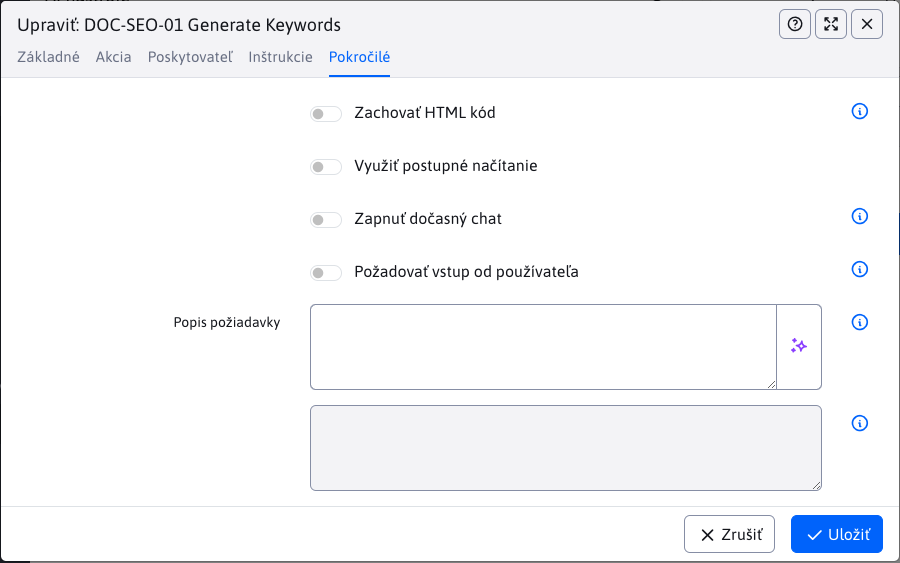 Upraviť: DOC-SEO-01 Generate Keywords
Základné Akcia Poskytovateľ Inštrukcie Pokročilé
Zachovať HTML kód
Využiť postupné načítanie
Zapnuť dočasný chat
Požadovať vstup od používateľa
Popis požiadavky
Zrušiť Uložiť